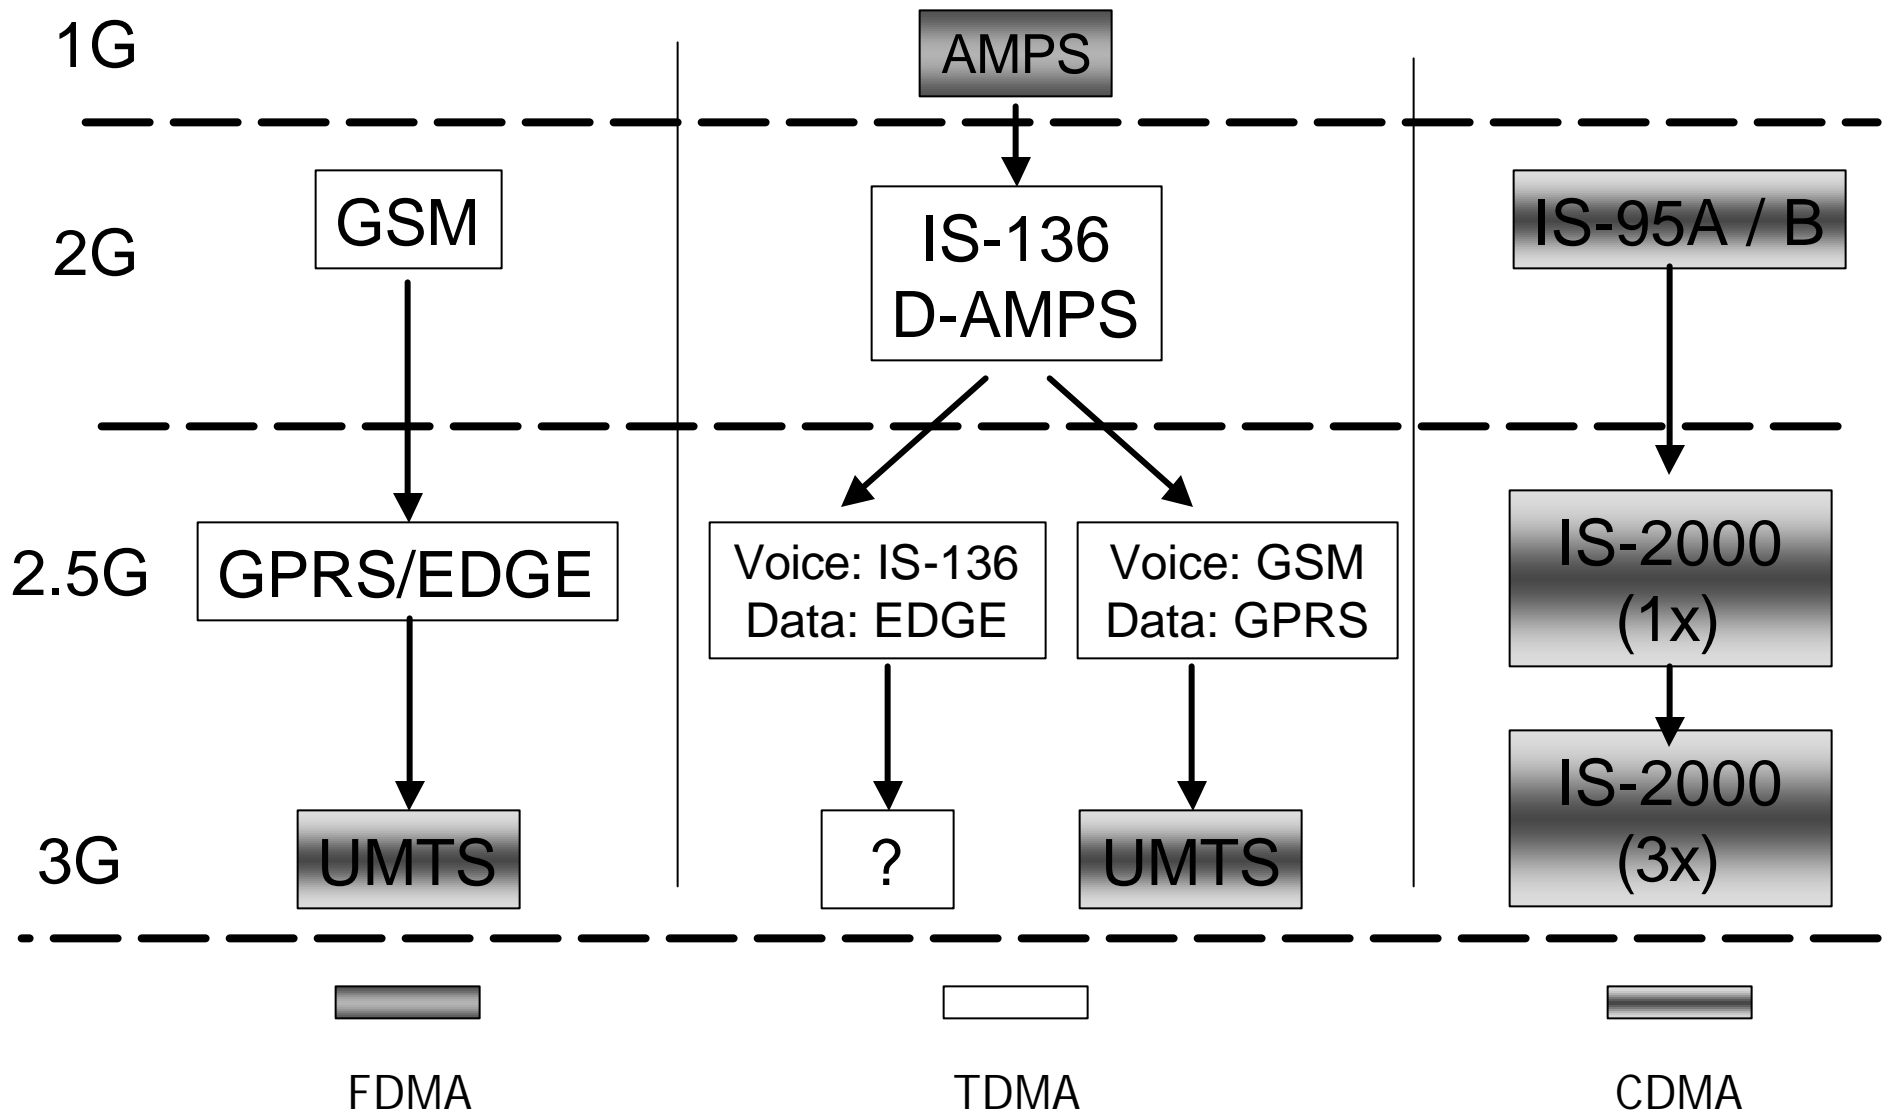 1G
AMPS
2G
GSM
IS-136
D-AMPS
IS-95A / B
2.5G
GPRS/EDGE
Voice: IS-136
Data: EDGE
Voice: GSM
Data: GPRS
IS-2000
(1x)
3G
UMTS
?
UMTS
IS-2000
(3x)
FDMA
TDMA
CDMA